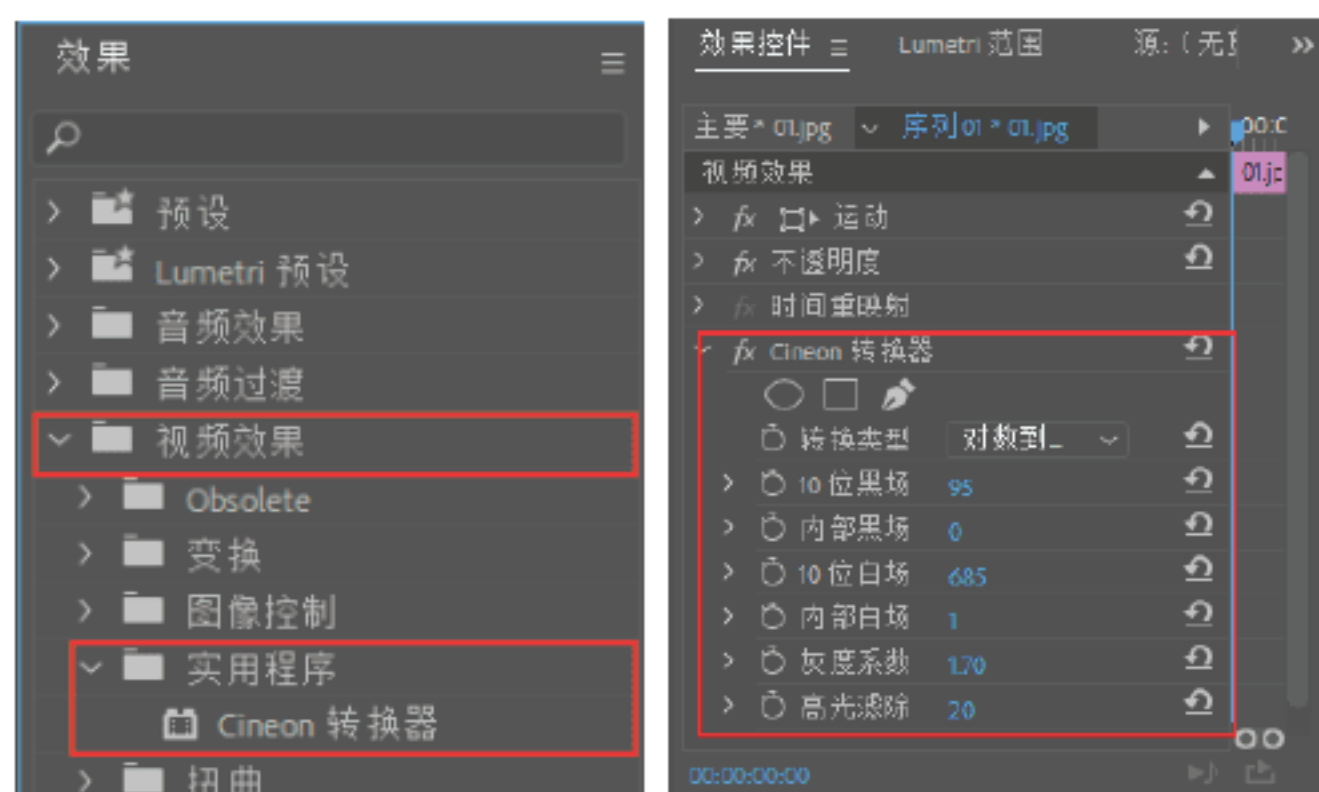 效果
预设
Lumetri 预设
音频效果
音频过渡
视频效果
Obsolete
变换
图像控制
实用程序
Cineon 转换器
扭曲
效果控件 Lumetri 范围 源:（无 »
主要 * 01.jpg 序列 01 * 01.jpg
视频效果 01.jp
fx 运动
fx 不透明度
fx 时间重映射
fx Cineon 转换器
转换类型 对数到_
10 位黑场 95
内部黑场 0
10 位白场 685
内部白场 1
灰度系数 1.70
高光滤除 20
00:00:00:00